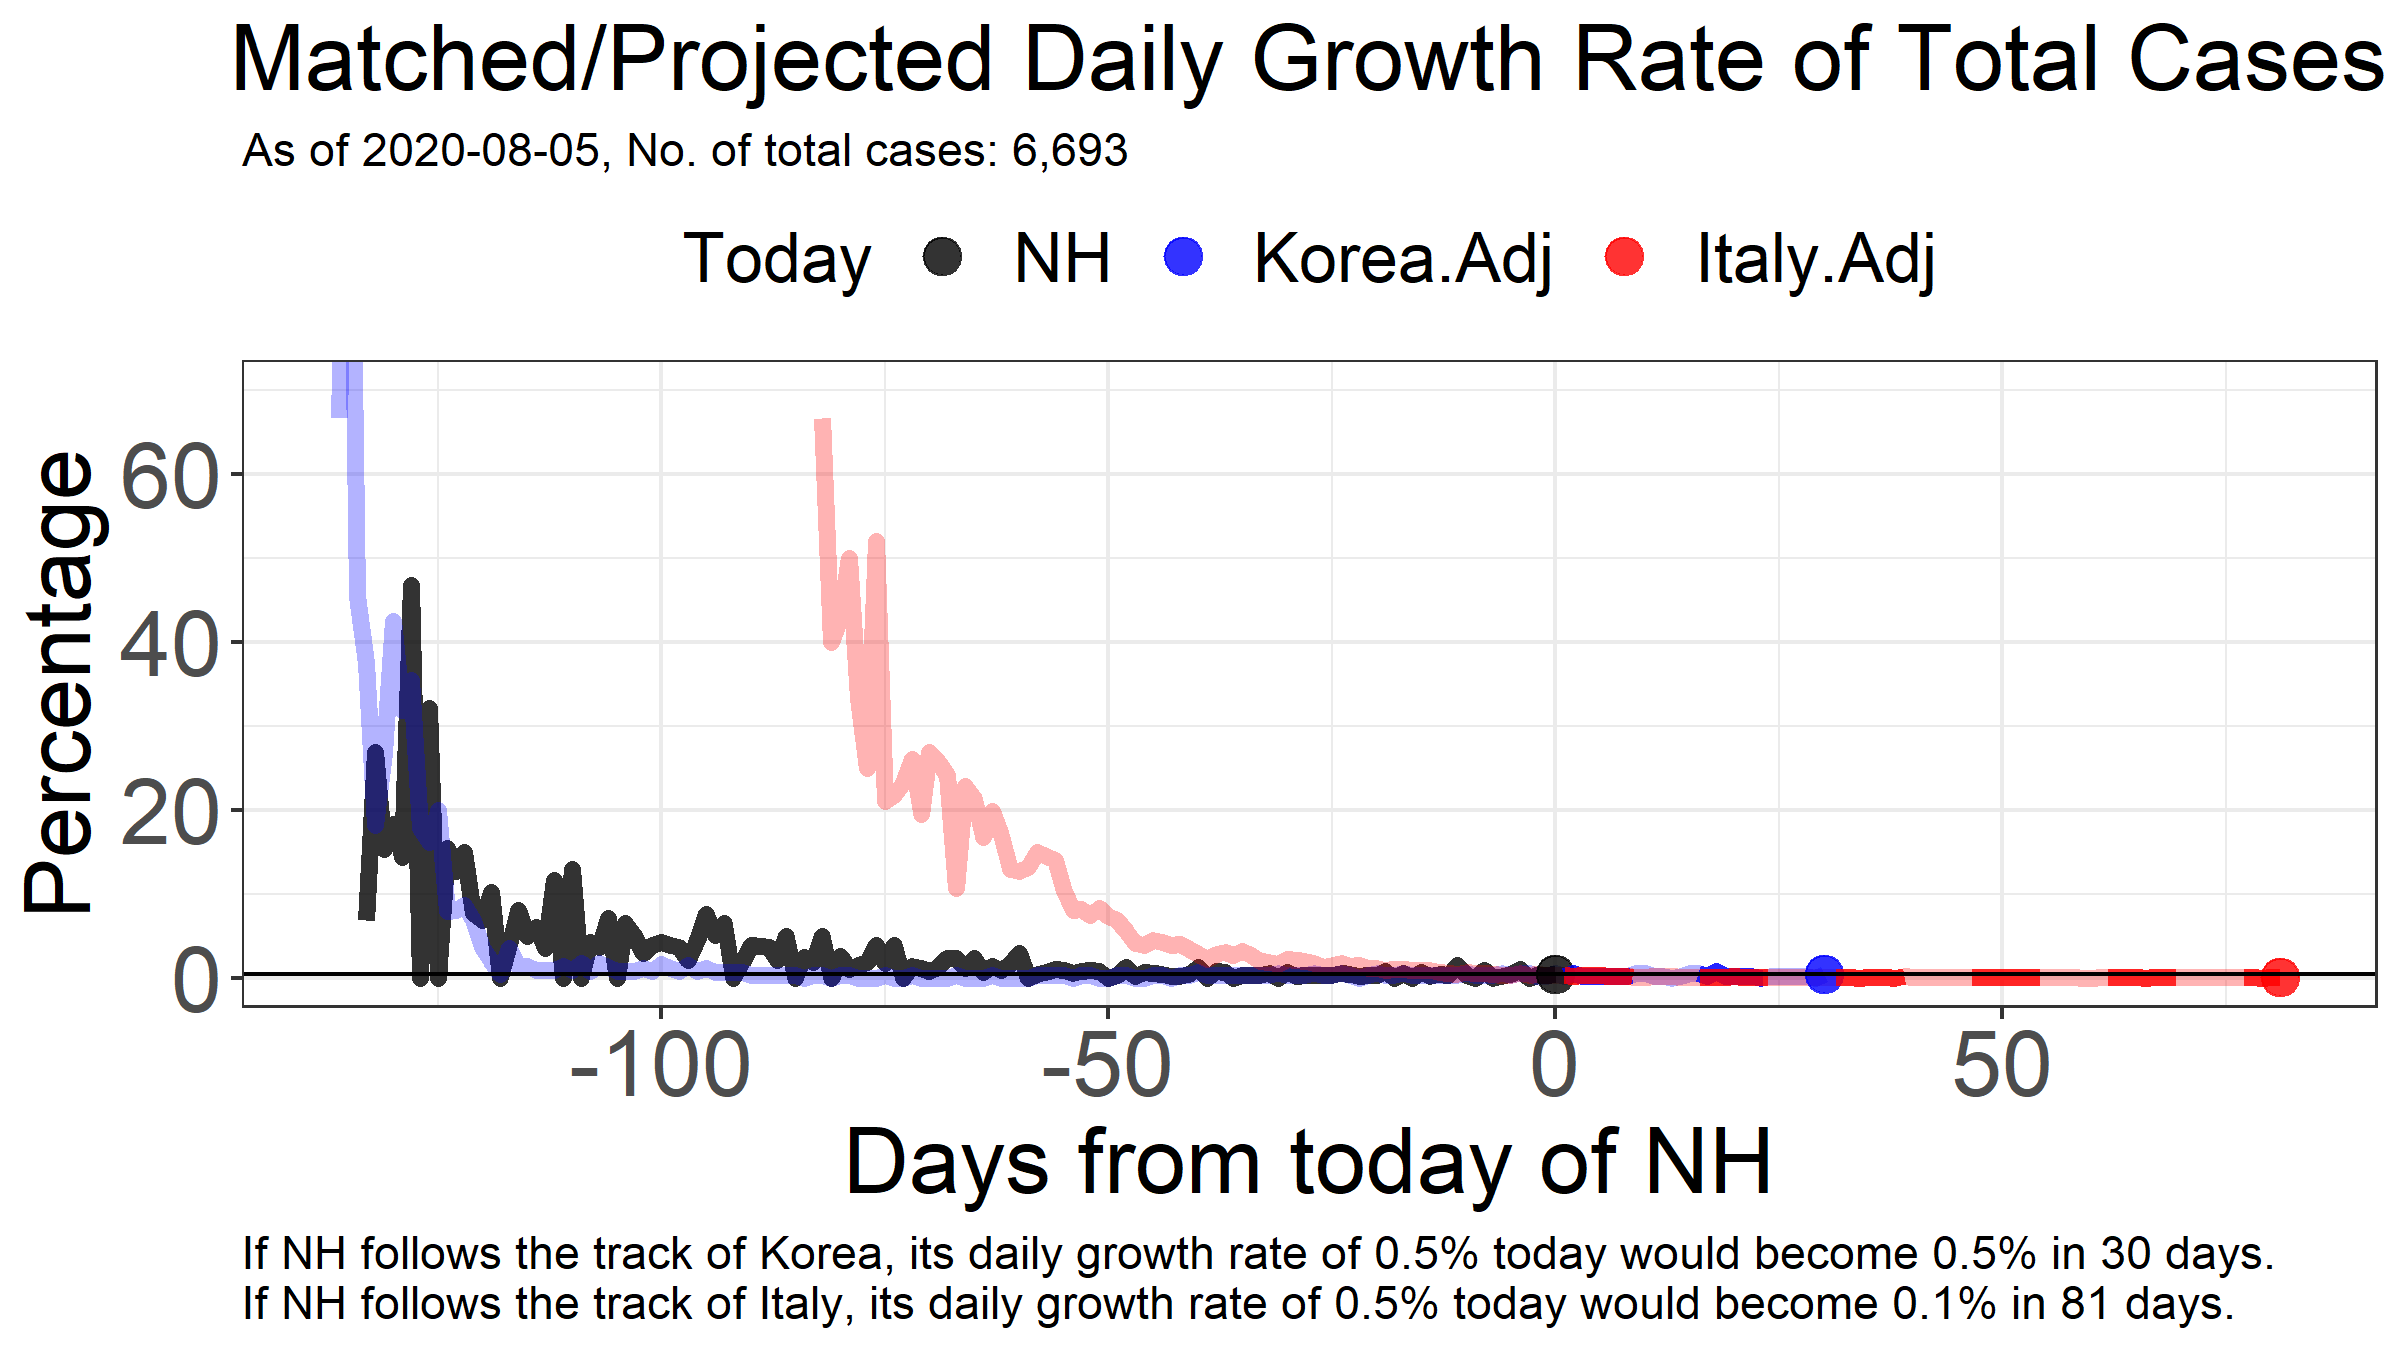 Matched/Projected Daily Growth Rate of Total Cases
As of 2020-08-05, No. of total cases: 6,693
Today NH Korea.Adj Italy.Adj
Percentage
60
40
20
0
-100 -50 0 50
Days from today of NH
If NH follows the track of Korea, its daily growth rate of 0.5% today would become 0.5% in 30 days.
If NH follows the track of Italy, its daily growth rate of 0.5% today would become 0.1% in 81 days.